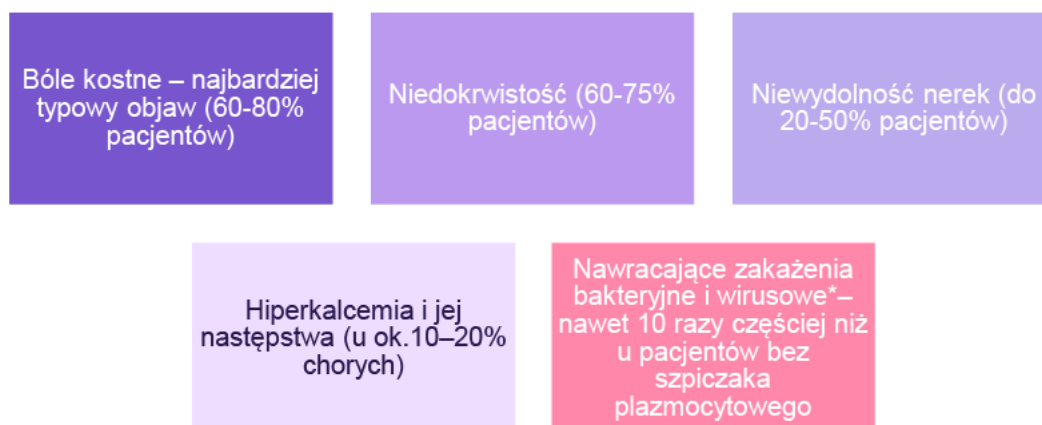 Bóle kostne – najbardziej
typowy objaw (60-80%
pacjentów)
Niedokrwistość (60-75%
pacjentów)
Niewydolność nerek (do
20-50% pacjentów)
Hiperkalcemia i jej
następstwa (u ok.10–20%
chorych)
Nawracające zakażenia
bakteryjne i wirusowe*–
nawet 10 razy częściej niż
u pacjentów bez
szpiczaka
plazmocytowego